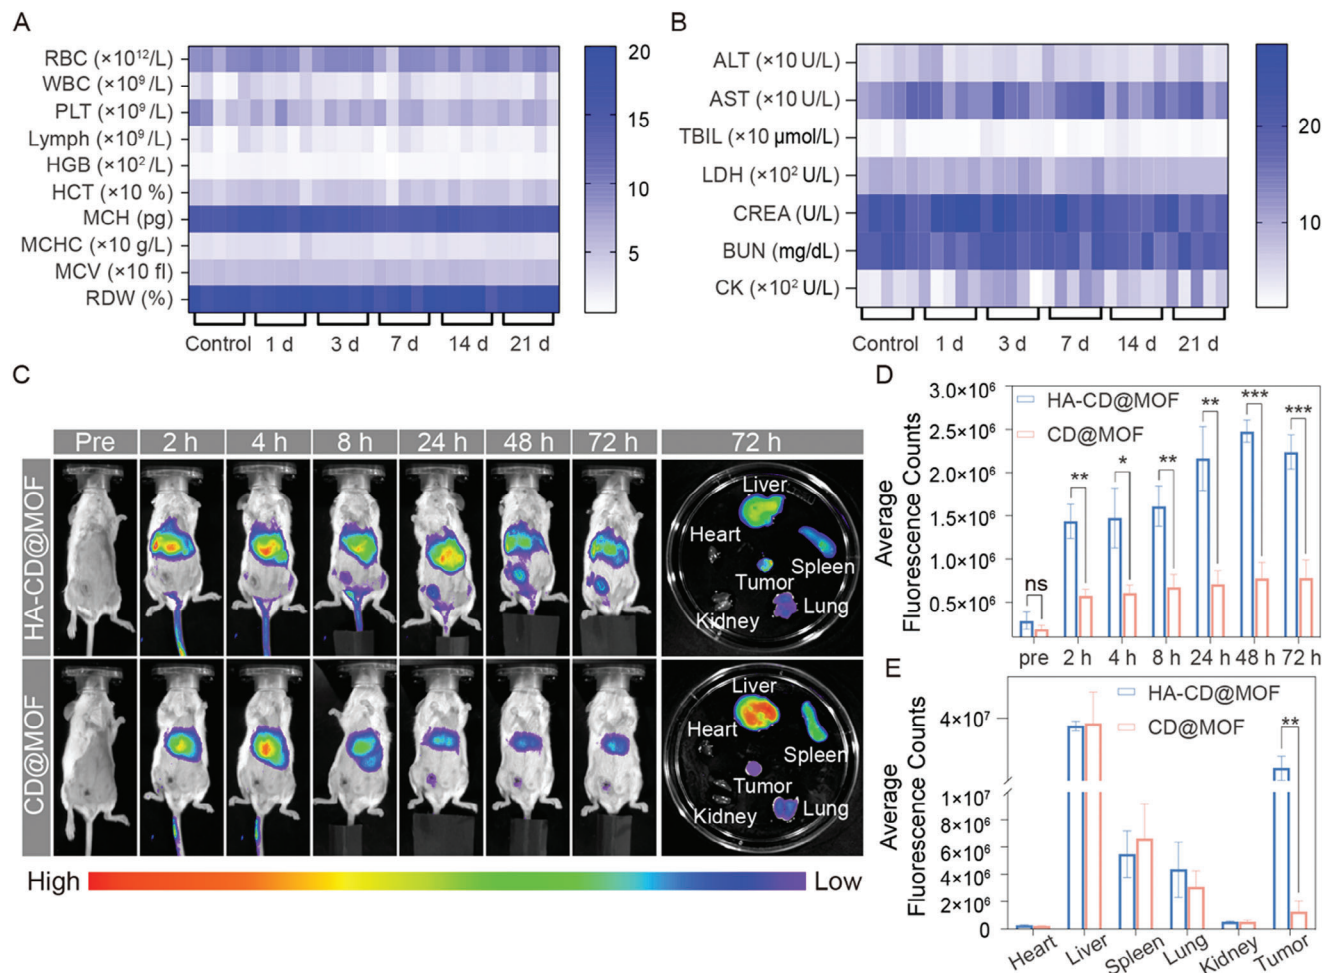 A
RBC (×10¹²/L)
WBC (×10⁹ /L)
PLT (×10⁹ /L)
Lymph (×10⁹ /L)
HGB (×10² /L)
HCT (×10 %)
MCH (pg)
MCHC (×10 g/L)
MCV (×10 fl)
RDW (%)
Control 1 d 3 d 7 d 14 d 21 d
20
15
10
5
B
ALT (×10 U/L)
AST (×10 U/L)
TBIL (×10 µmol/L)
LDH (×10² U/L)
CREA (U/L)
BUN (mg/dL)
CK (×10² U/L)
Control 1 d 3 d 7 d 14 d 21 d
20
10
C
Pre 2 h 4 h 8 h 24 h 48 h 72 h 72 h
HA-CD@MOF
Liver
Heart
Spleen
Tumor
Lung
Kidney
CD@MOF
Liver
Heart
Spleen
Tumor
Lung
Kidney
High Low
D
Average
Fluorescence Counts
3.0×10⁶
2.5×10⁶
2.0×10⁶
1.5×10⁶
1.0×10⁶
0.5×10⁶
HA-CD@MOF
CD@MOF
ns ** * ** ** *** ***
pre 2 h 4 h 8 h 24 h 48 h 72 h
E
Average
Fluorescence Counts
4×10⁷
1×10⁷
8×10⁶
6×10⁶
4×10⁶
2×10⁶
0
HA-CD@MOF
CD@MOF
**
Heart Liver Spleen Lung Kidney Tumor